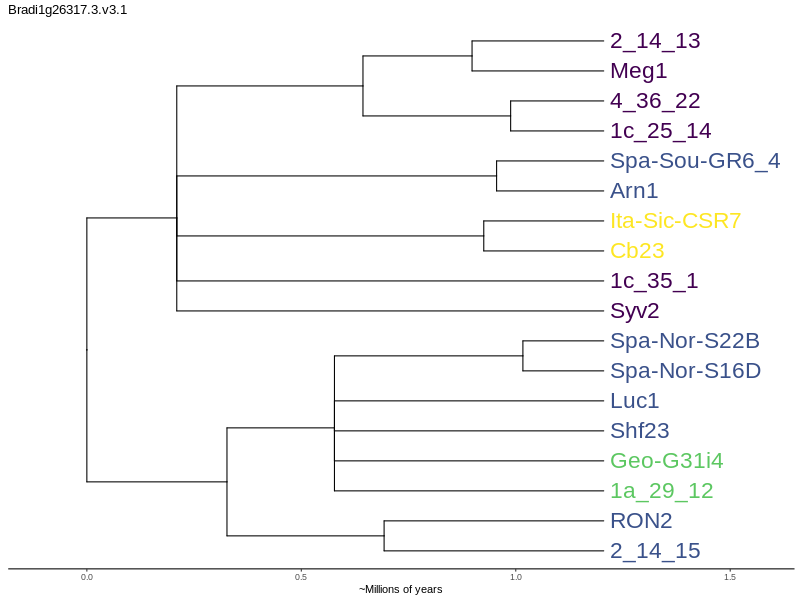 Bradi1g26317.3.v3.1
2_14_13
Meg1
4_36_22
1c_25_14
Spa-Sou-GR6_4
Arn1
Ita-Sic-CSR7
Cb23
1c_35_1
Syv2
Spa-Nor-S22B
Spa-Nor-S16D
Luc1
Shf23
Geo-G31i4
1a_29_12
RON2
2_14_15
0.0 0.5 1.0 1.5
~Millions of years